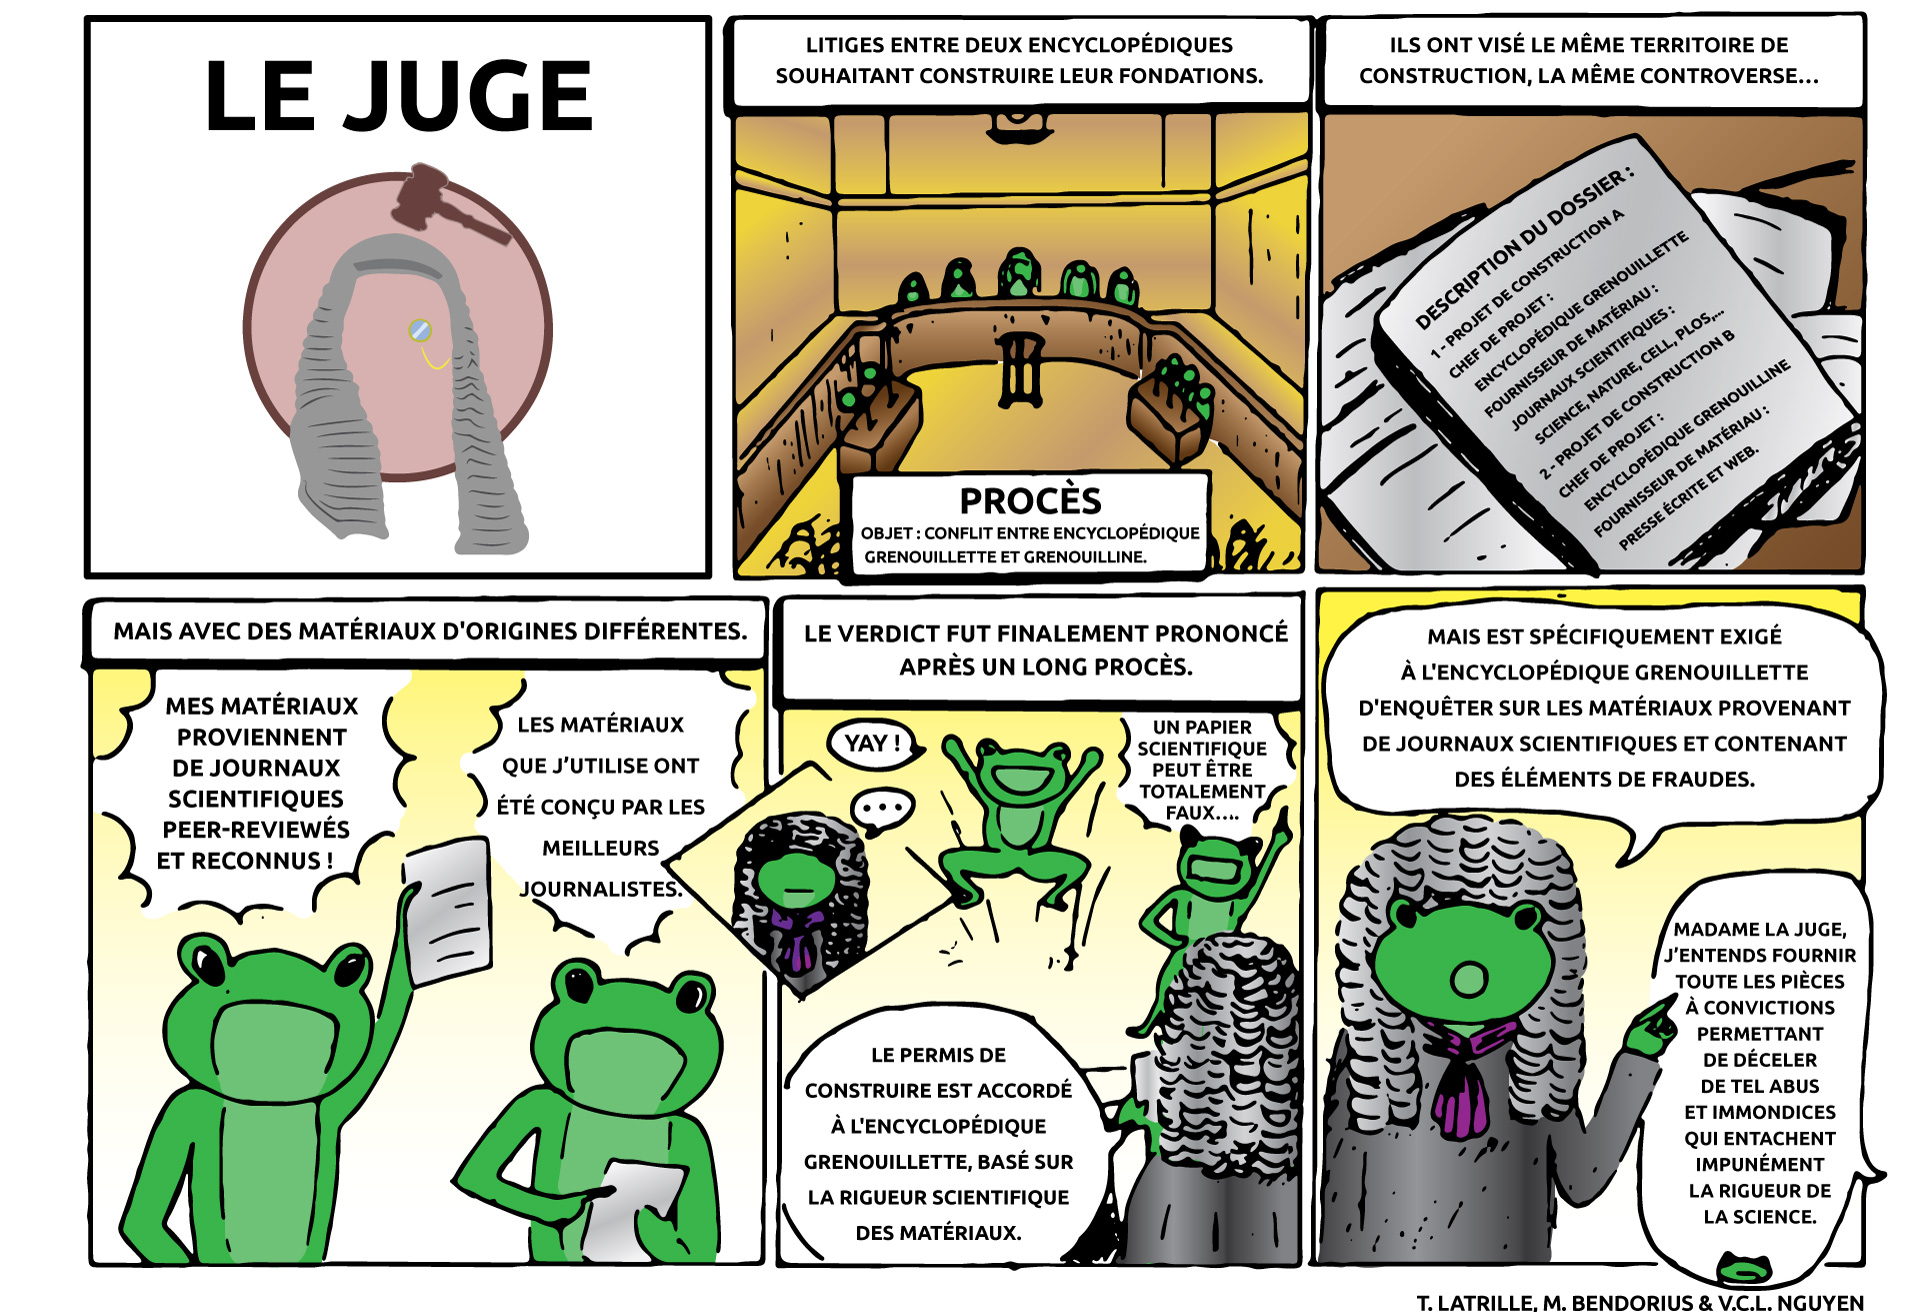 LE JUGE
LITIGES ENTRE DEUX ENCYCLOPÉDIQUES
SOUHAITANT CONSTRUIRE LEUR FONDATIONS.
PROCÈS
OBJET : CONFLIT ENTRE ENCYCLOPÉDIQUE
GRENOUILLETTE ET GRENOUILLINE.
ILS ONT VISÉ LE MÊME TERRITOIRE DE
CONSTRUCTION, LA MÊME CONTROVERSE...
DESCRIPTION DU DOSSIER :
1 - PROJET DE CONSTRUCTION A
CHEF DE PROJET :
ENCYCLOPÉDIQUE GRENOUILLETTE
FOURNISSEUR DE MATÉRIAU :
JOURNAUX SCIENTIFIQUES :
SCIENCE, NATURE, CELL, PLOS,...
2 - PROJET DE CONSTRUCTION B
CHEF DE PROJET :
ENCYCLOPÉDIQUE GRENOUILLINE
FOURNISSEUR DE MATÉRIAU :
PRESSE ÉCRITE ET WEB.
MAIS AVEC DES MATÉRIAUX D'ORIGINES DIFFÉRENTES.
MES MATÉRIAUX
PROVIENNENT
DE JOURNAUX
SCIENTIFIQUES
PEER-REVIEWÉS
ET RECONNUS !
LES MATÉRIAUX
QUE J’UTILISE ONT
ÉTÉ CONÇU PAR LES
MEILLEURS
JOURNALISTES.
LE VERDICT FUT FINALEMENT PRONONCÉ
APRÈS UN LONG PROCÈS.
YAY !
...
UN PAPIER
SCIENTIFIQUE
PEUT ÊTRE
TOTALEMENT
FAUX....
LE PERMIS DE
CONSTRUIRE EST ACCORDÉ
À L'ENCYCLOPÉDIQUE
GRENOUILLETTE, BASÉ SUR
LA RIGUEUR SCIENTIFIQUE
DES MATÉRIAUX.
MAIS EST SPÉCIFIQUEMENT EXIGÉ
À L'ENCYCLOPÉDIQUE GRENOUILLETTE
D'ENQUÊTER SUR LES MATÉRIAUX PROVENANT
DE JOURNAUX SCIENTIFIQUES ET CONTENANT
DES ÉLÉMENTS DE FRAUDES.
MADAME LA JUGE,
J’ENTENDS FOURNIR
TOUTE LES PIÈCES
À CONVICTIONS
PERMETTANT
DE DÉCELER
DE TEL ABUS
ET IMMONDICES
QUI ENTACHENT
IMPUNÉMENT
LA RIGUEUR DE
LA SCIENCE.
T. LATRILLE, M. BENDORIUS & V.C.L. NGUYEN